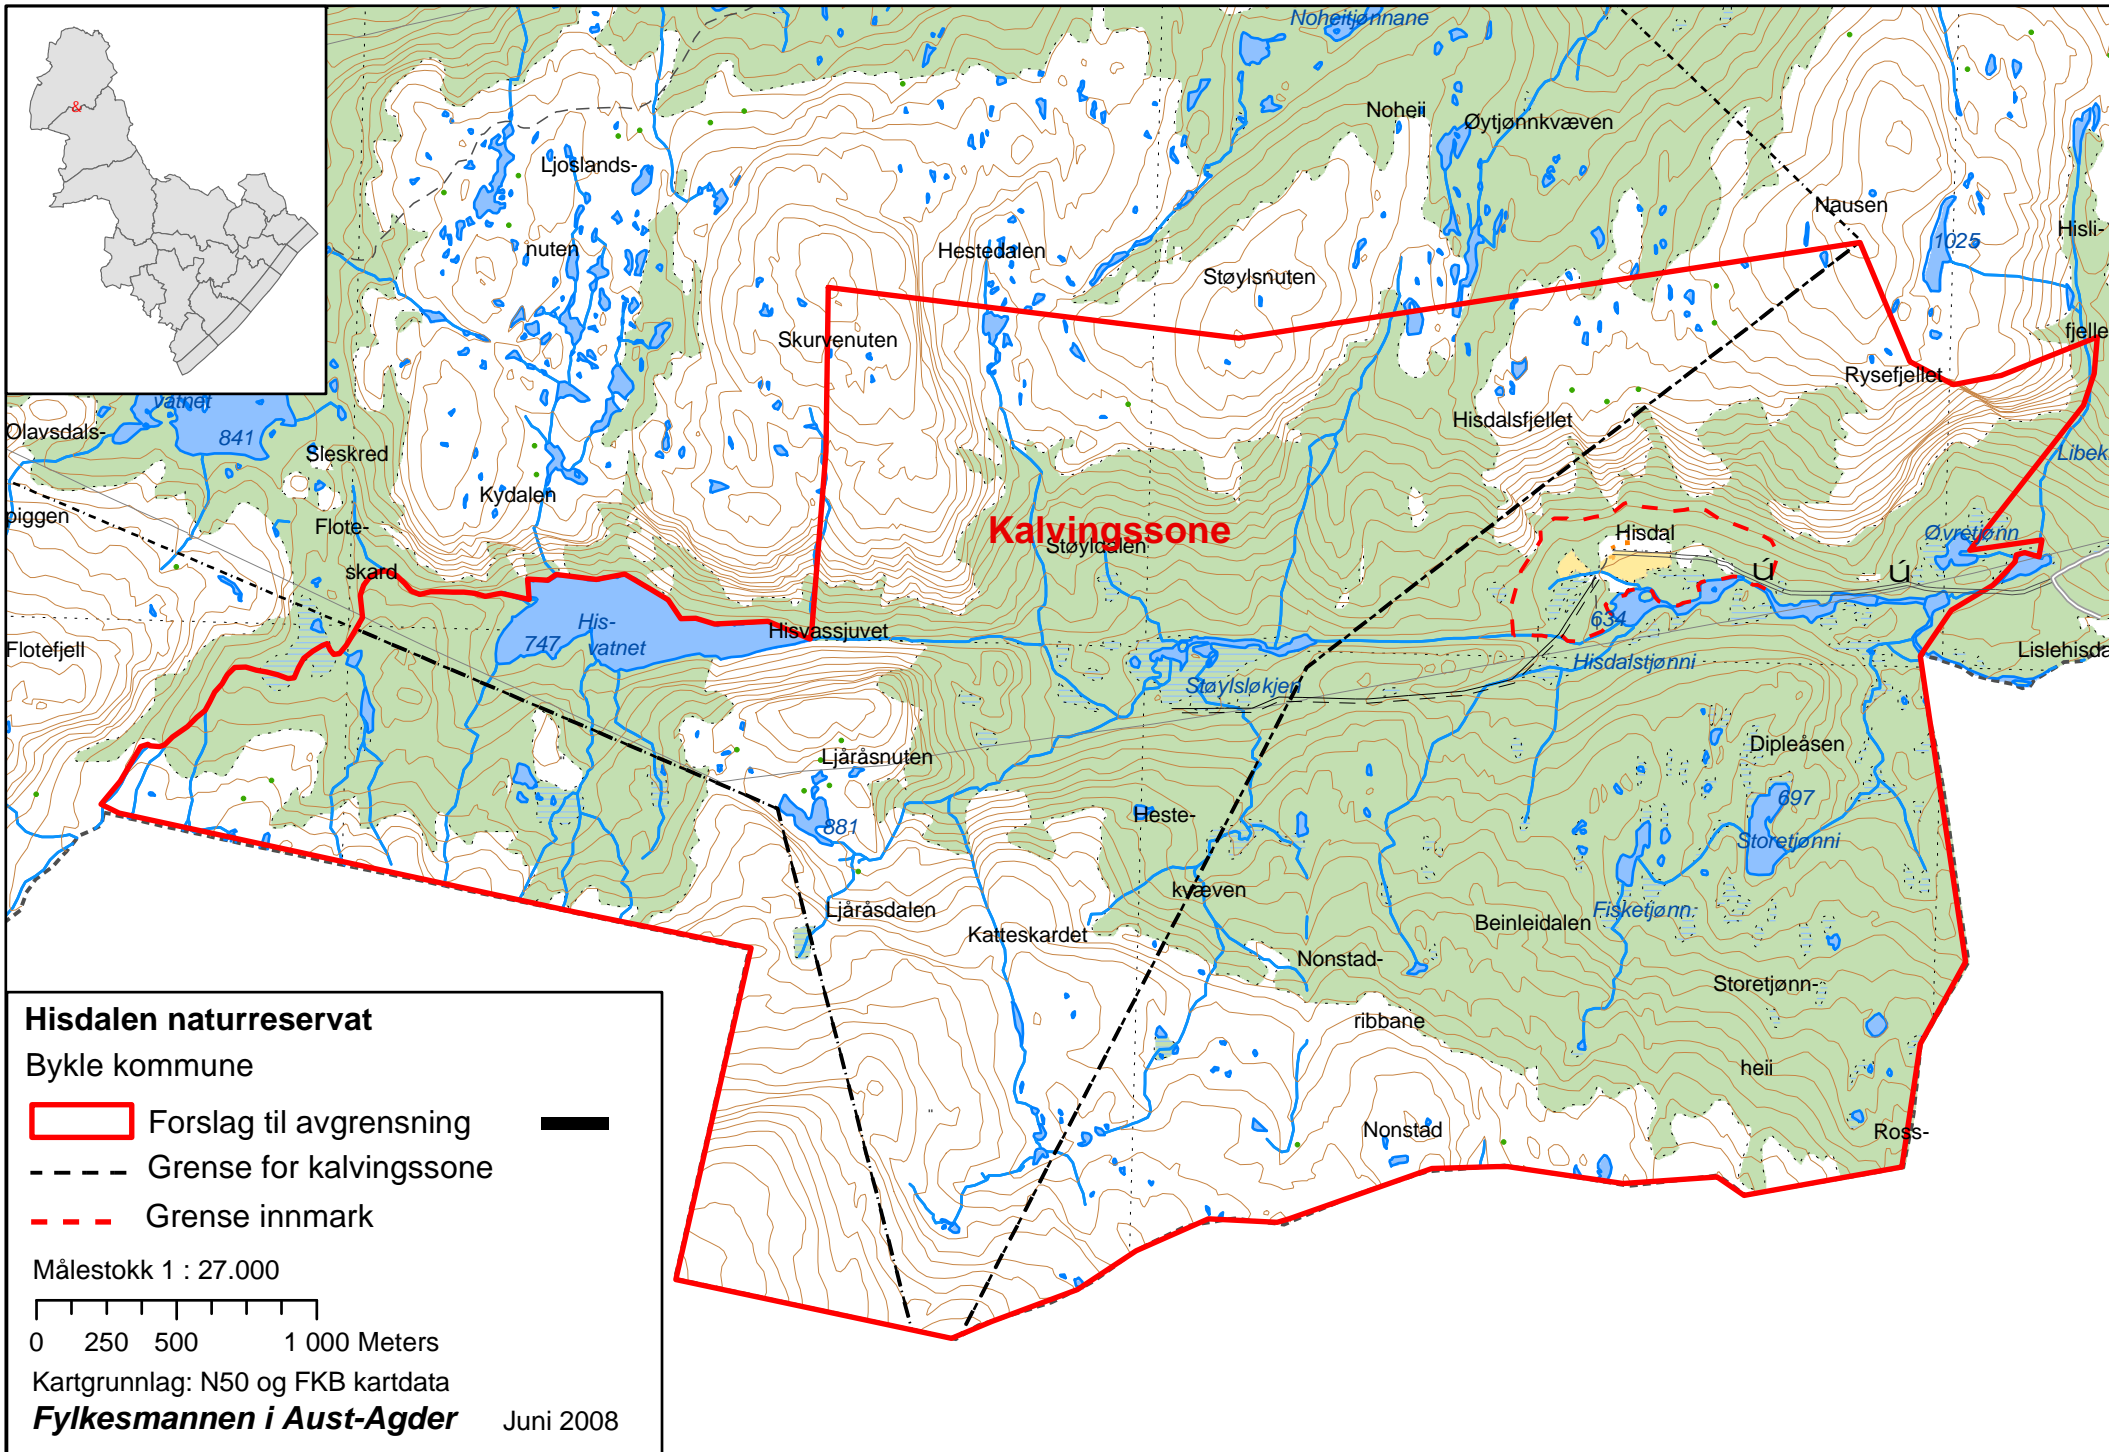 Noheitjønnane
Noheii
Øytjønnkvæven
Ljoslands-
nuten
Nausen
Hisli-
fjelle
1025
Hestedalen
Støylsnuten
Skurvenuten
Rysefjellet
Hisdalsfjellet
vatnet
841
Olavsdals-
piggen
Sleskred
Kydalen
Flote-
skard
Libek
Kalvingssone
Støyldalen
Hisdal
Øvretjønn
Ú
Ú
634
His-
vatnet
747
Hisvassjuvet
Flotefjell
Lislehisda
Hisdalstjønni
Støylsløkjen
Ljåråsnuten
Dipleåsen
697
Storetjønni
881
Heste-
kvæven
Ljåråsdalen
Katteskardet
Beinleidalen
Fisketjønn:
Nonstad-
ribbane
Storetjønn-
heii
Nonstad
Ross-
&
"
Hisdalen naturreservat
Bykle kommune
Forslag til avgrensning
Grense for kalvingssone
Grense innmark
Målestokk 1 : 27.000
0 250 500 1 000 Meters
Kartgrunnlag: N50 og FKB kartdata
Fylkesmannen i Aust-Agder Juni 2008